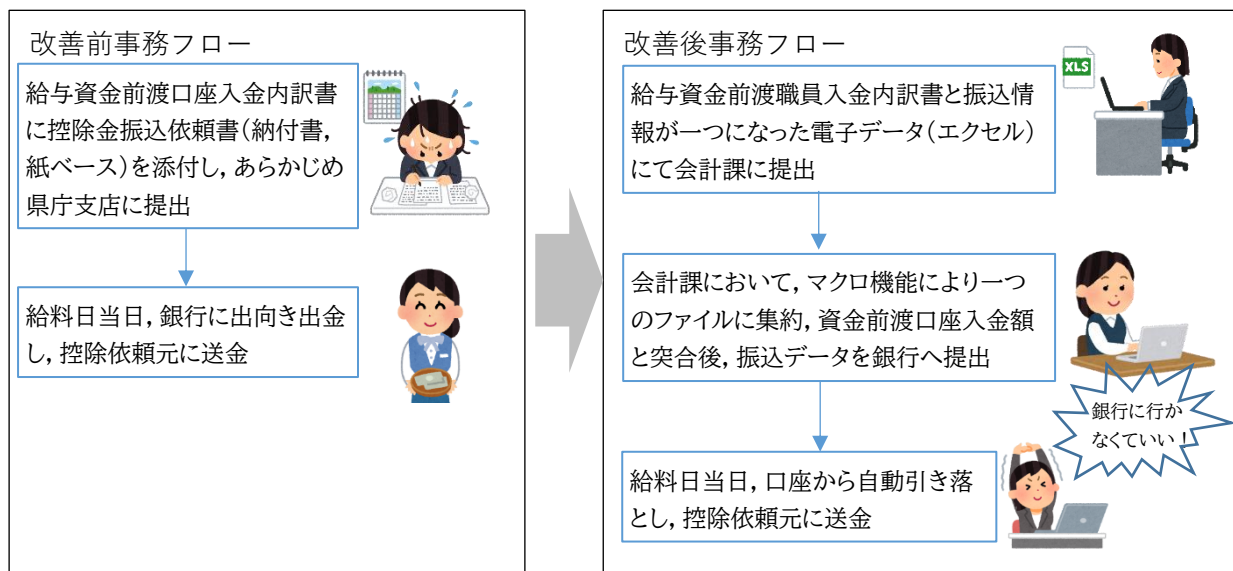 改善前事務フロー
給与資金前渡口座入金内訳書
に控除金振込依頼書（納付書，
紙ベース）を添付し，あらかじめ
県庁支店に提出
給料日当日，銀行に出向き出金
し，控除依頼元に送金
改善後事務フロー
XLS
給与資金前渡職員入金内訳書と振込情
報が一つになった電子データ（エクセル）
にて会計課に提出
会計課において，マクロ機能により一つ
のファイルに集約，資金前渡口座入金額
と突合後，振込データを銀行へ提出
銀行に行か
なくていい！
給料日当日，口座から自動引き落
とし，控除依頼元に送金